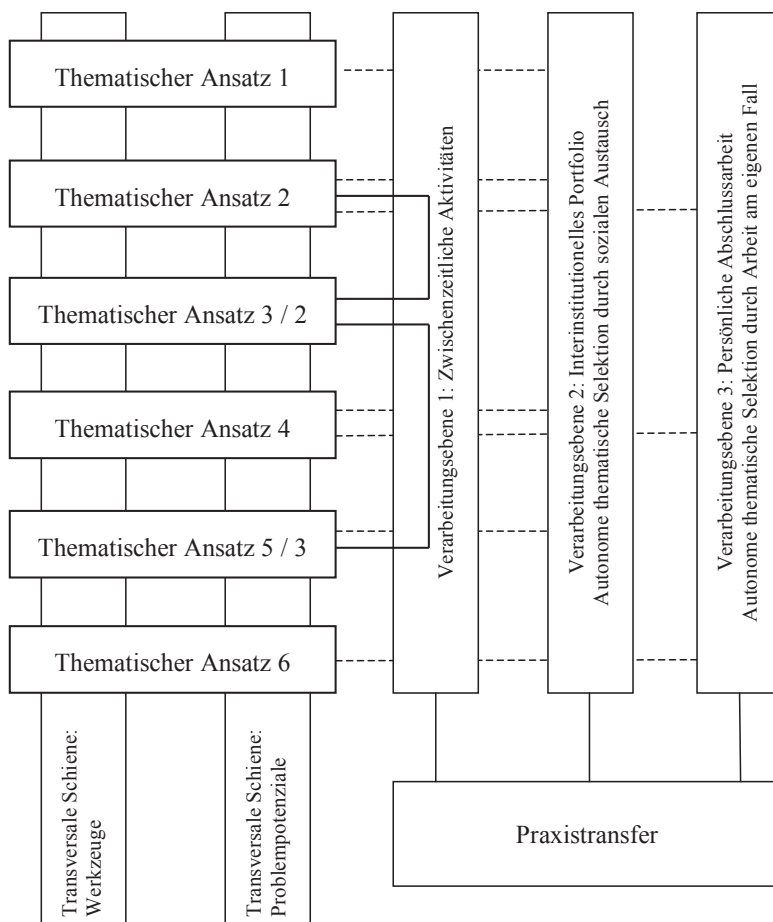 Thematischer Ansatz 1
Thematischer Ansatz 2
Thematischer Ansatz 3 / 2
Thematischer Ansatz 4
Thematischer Ansatz 5 / 3
Thematischer Ansatz 6
Transversale Schiene:
Werkzeuge
Transversale Schiene:
Problempotenziale
Verarbeitungsebene 1: Zwischenzeitliche Aktivitäten
Verarbeitungsebene 2: Interinstitutionelles Portfolio
Autonome thematische Selektion durch sozialen Austausch
Verarbeitungsebene 3: Persönliche Abschlussarbeit
Autonome thematische Selektion durch Arbeit am eigenen Fall
Praxistransfer